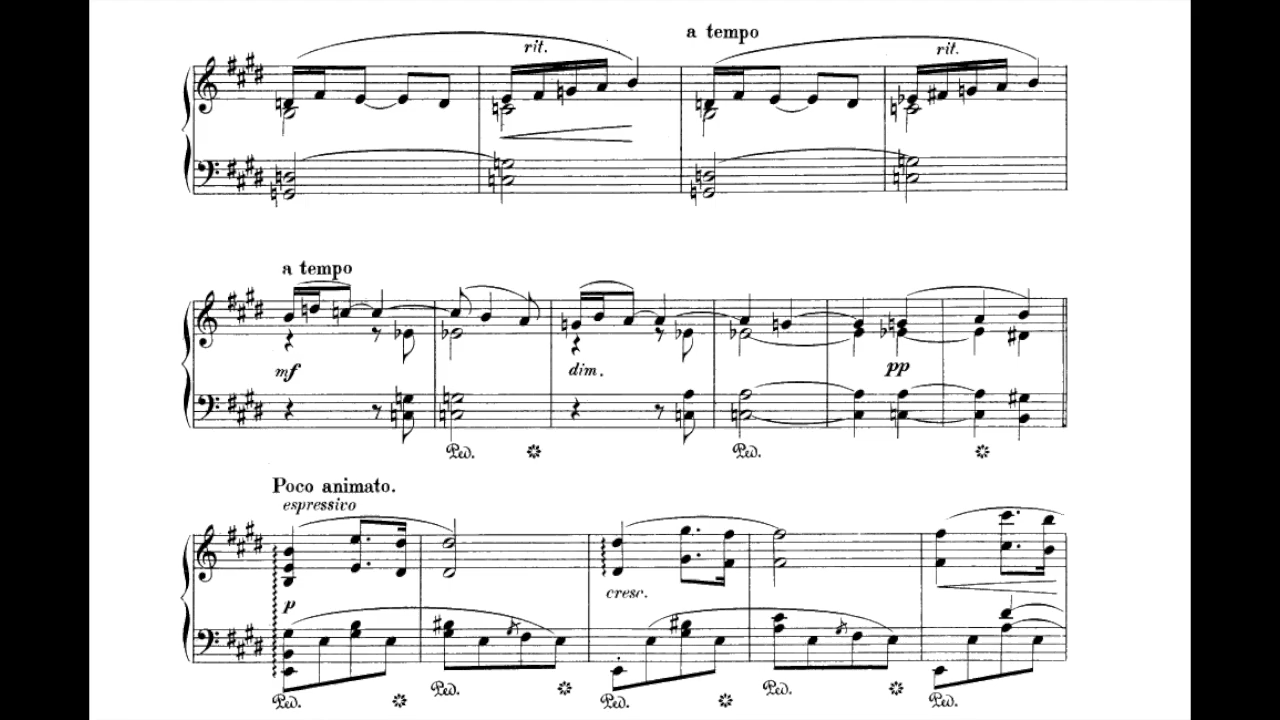 a tempo
rit. rit.
a tempo
mf dim. pp
Ped. Ped.
Poco animato.
espressivo
p cresc.
Ped. Ped. Ped. Ped. Ped.